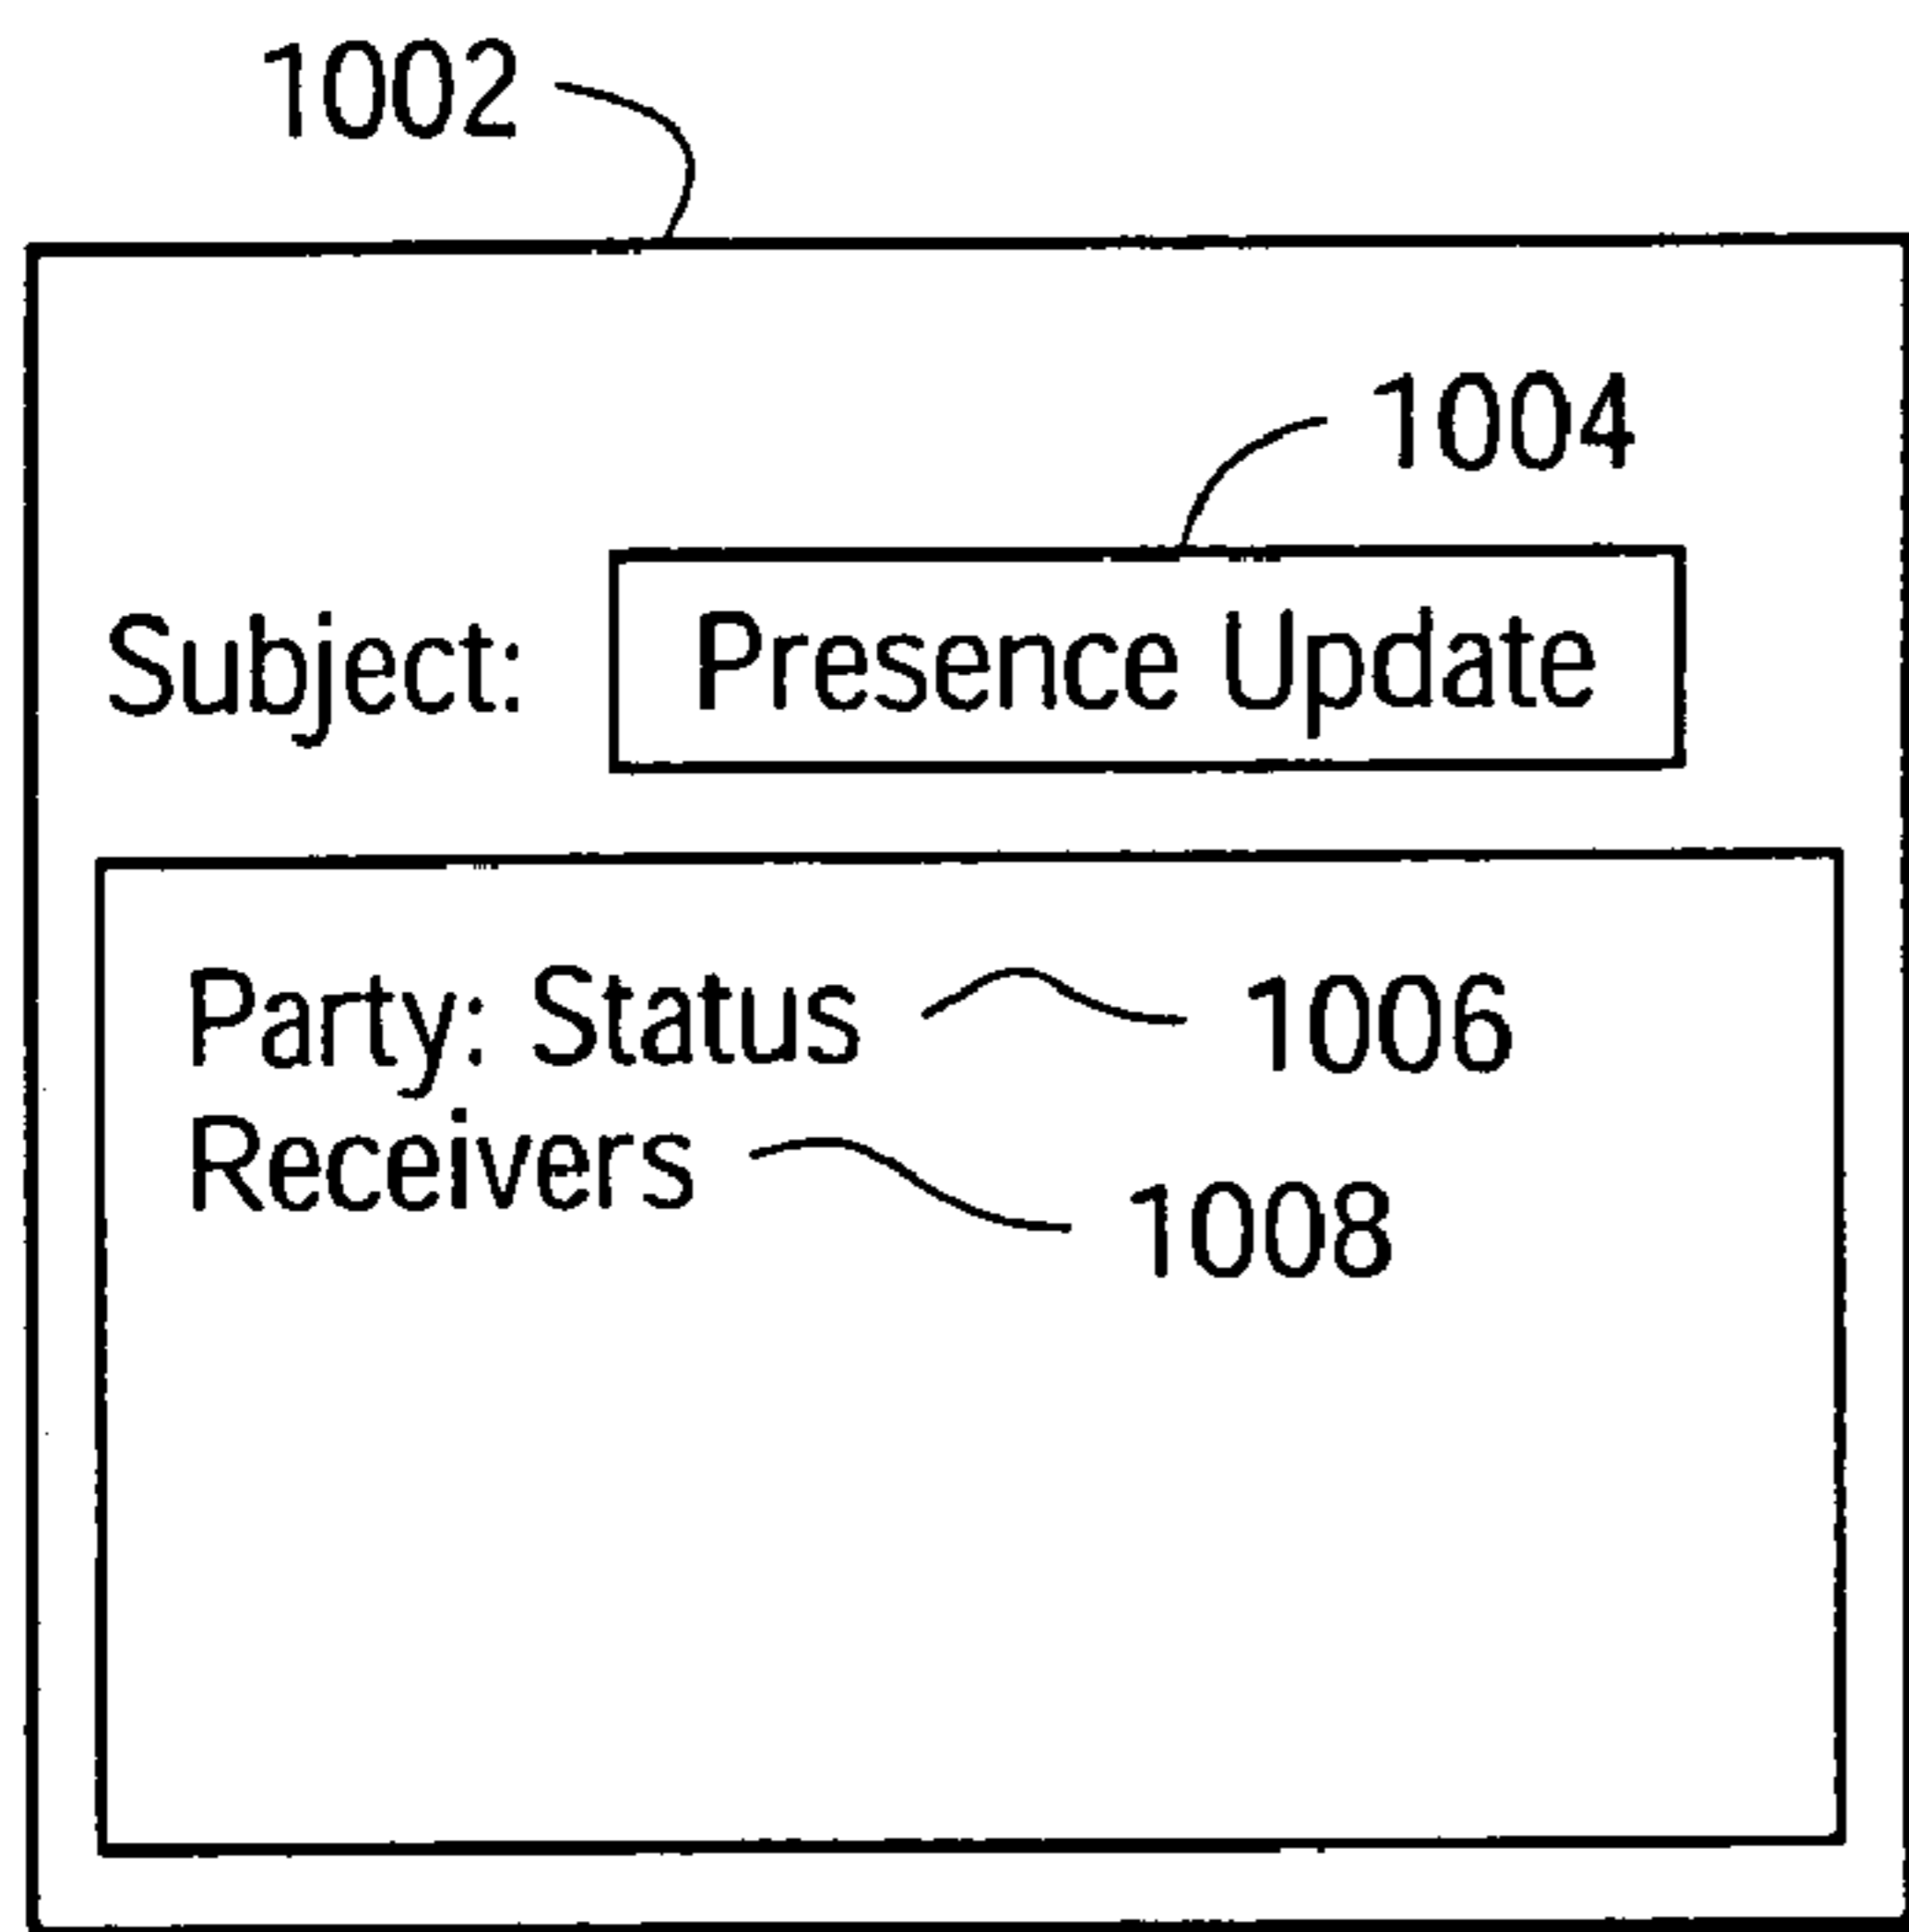 1002
1004
Subject: Presence Update
Party: Status 1006
Receivers 1008